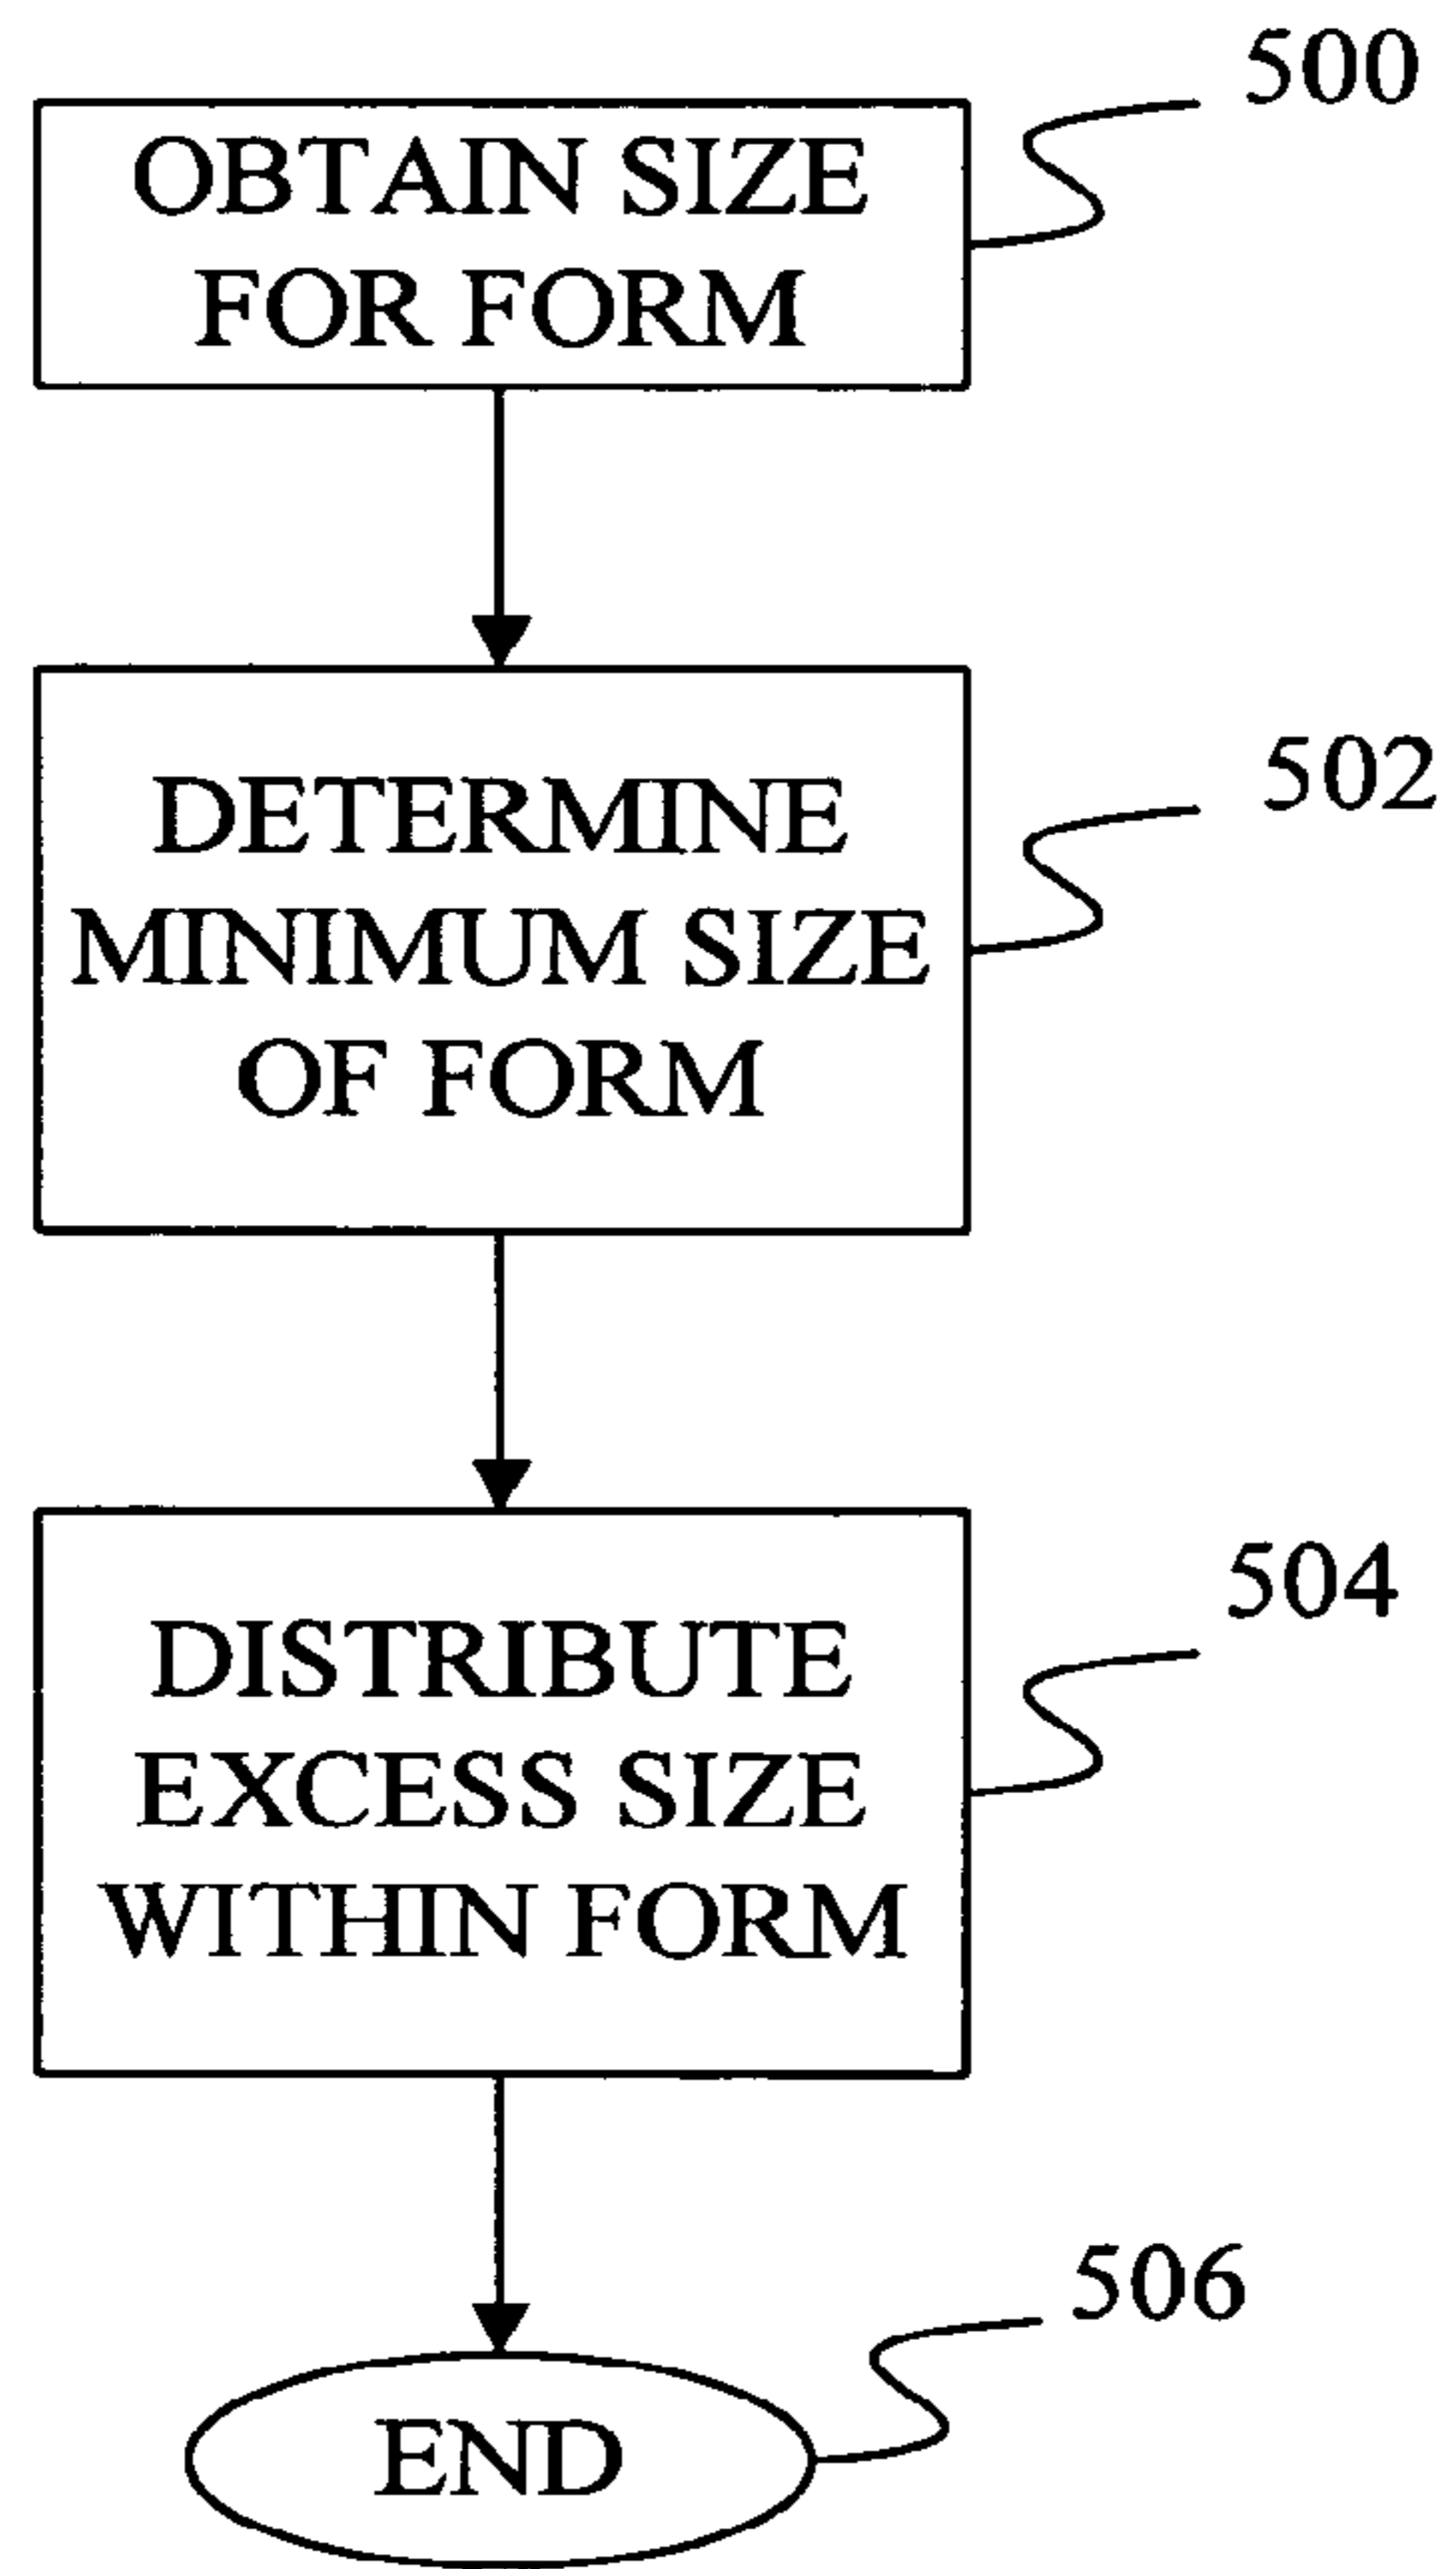 500
OBTAIN SIZE
FOR FORM
502
DETERMINE
MINIMUM SIZE
OF FORM
504
DISTRIBUTE
EXCESS SIZE
WITHIN FORM
506
END